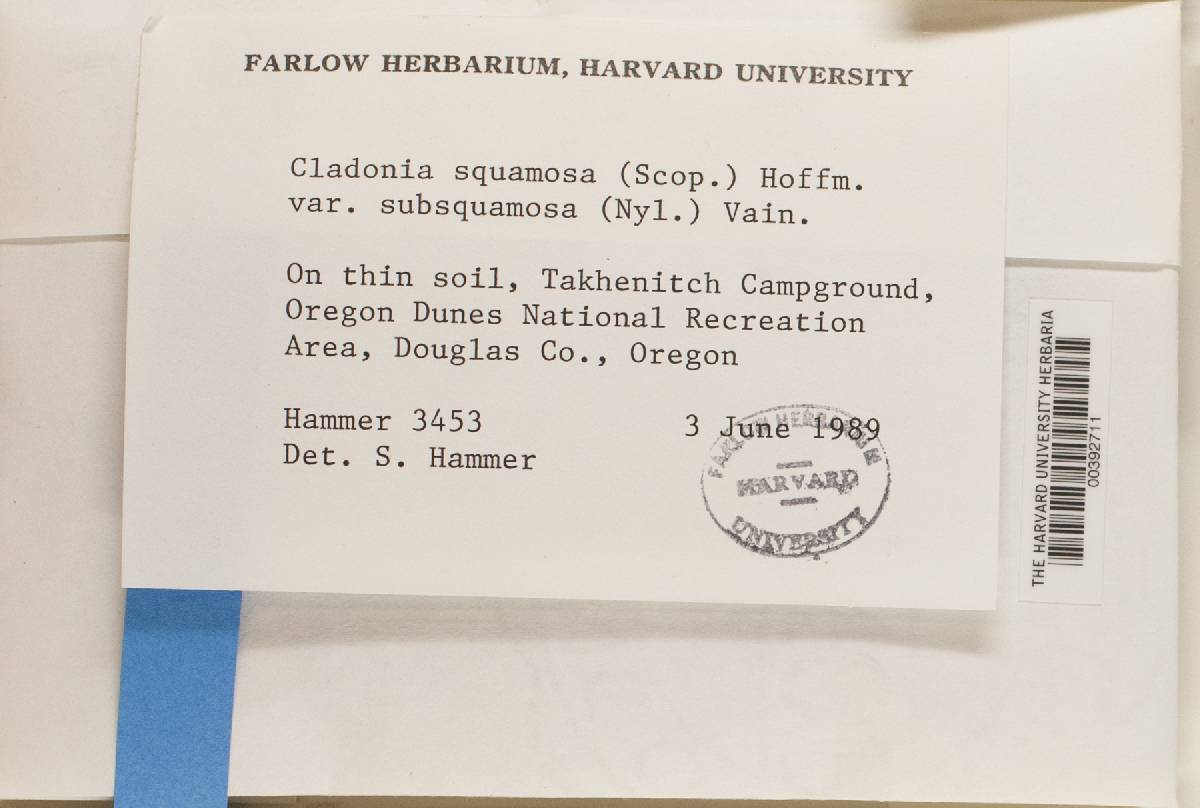 FARLOW HERBARIUM, HARVARD UNIVERSITY
Cladonia squamosa (Scop.) Hoffm.
var. subsquamosa (Nyl.) Vain.
On thin soil, Takhenitch Campground,
Oregon Dunes National Recreation
Area, Douglas Co., Oregon
Hammer 3453 3 June 1989
Det. S. Hammer
FARLOW HERBARIUM
HARVARD
UNIVERSITY
THE HARVARD UNIVERSITY HERBARIA
00392711